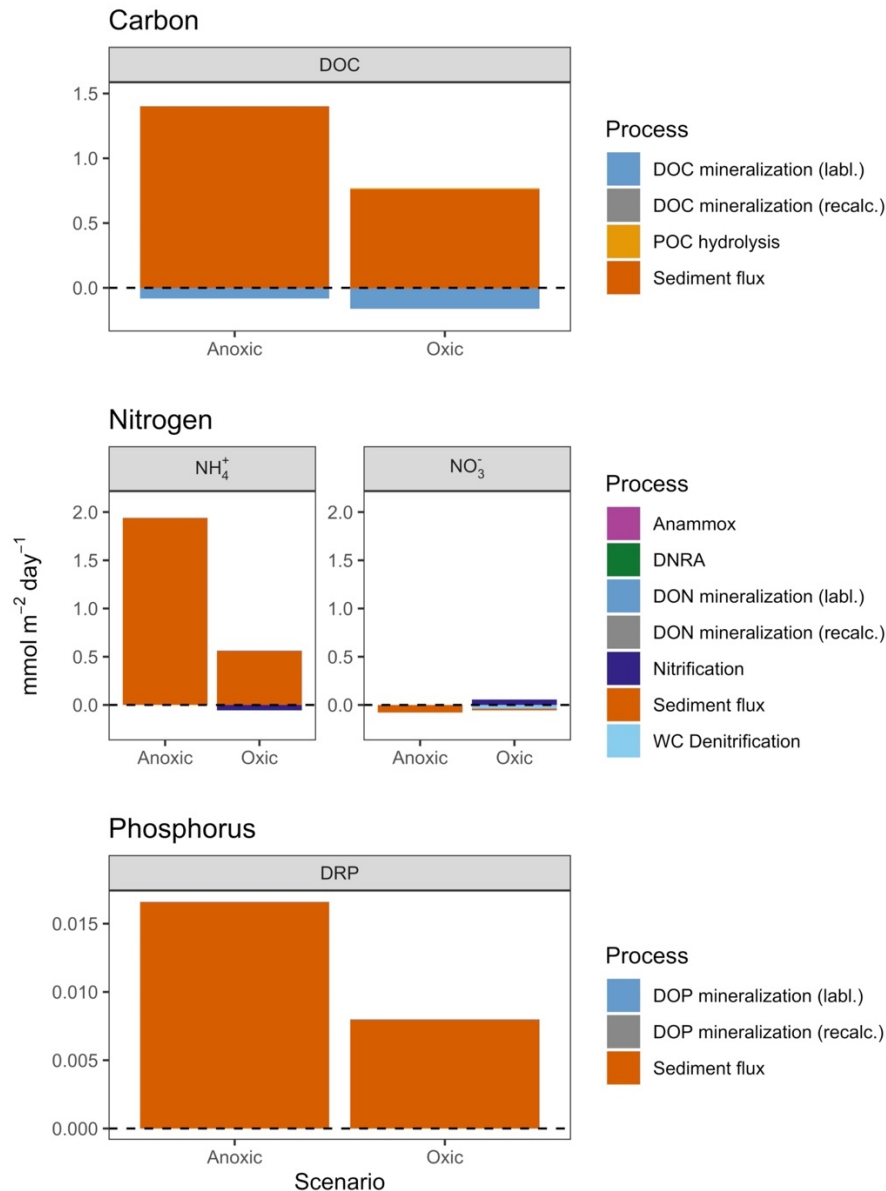 Carbon
DOC
1.5
1.0
0.5
0.0
Anoxic
Oxic
Process
DOC mineralization (labl.)
DOC mineralization (recalc.)
POC hydrolysis
Sediment flux
Nitrogen
NH₄⁺
NO₃⁻
2.0
1.5
1.0
0.5
0.0
2.0
1.5
1.0
0.5
0.0
Anoxic
Oxic
Anoxic
Oxic
Process
Anammox
DNRA
DON mineralization (labl.)
DON mineralization (recalc.)
Nitrification
Sediment flux
WC Denitrification
mmol m⁻² day⁻¹
Phosphorus
DRP
0.015
0.010
0.005
0.000
Anoxic
Oxic
Scenario
Process
DOP mineralization (labl.)
DOP mineralization (recalc.)
Sediment flux